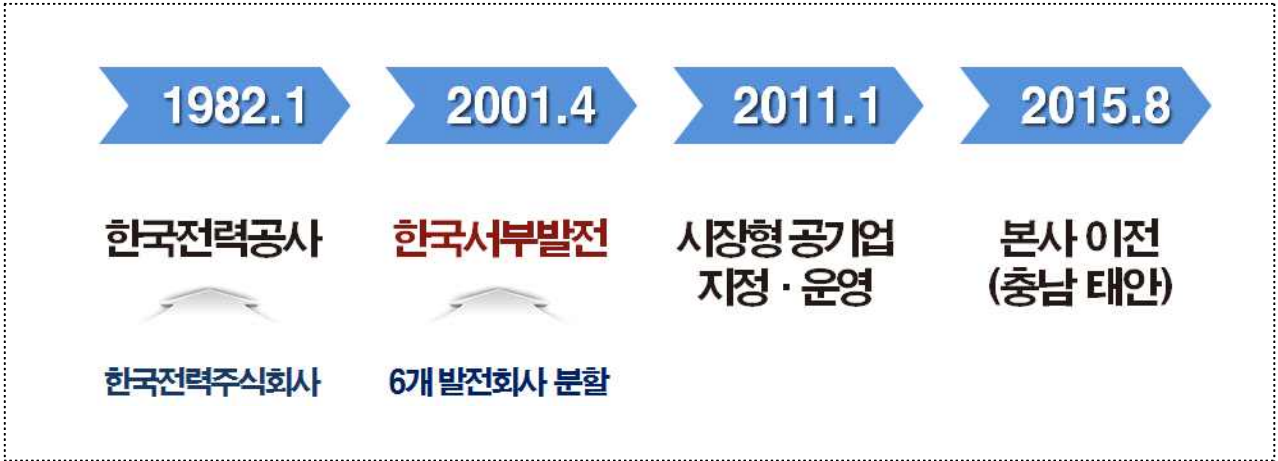 1982.1
2001.4
2011.1
2015.8
한국전력공사
한국서부발전
시장형 공기업
지정 · 운영
본사 이전
(충남 태안)
한국전력주식회사
6개 발전회사 분할